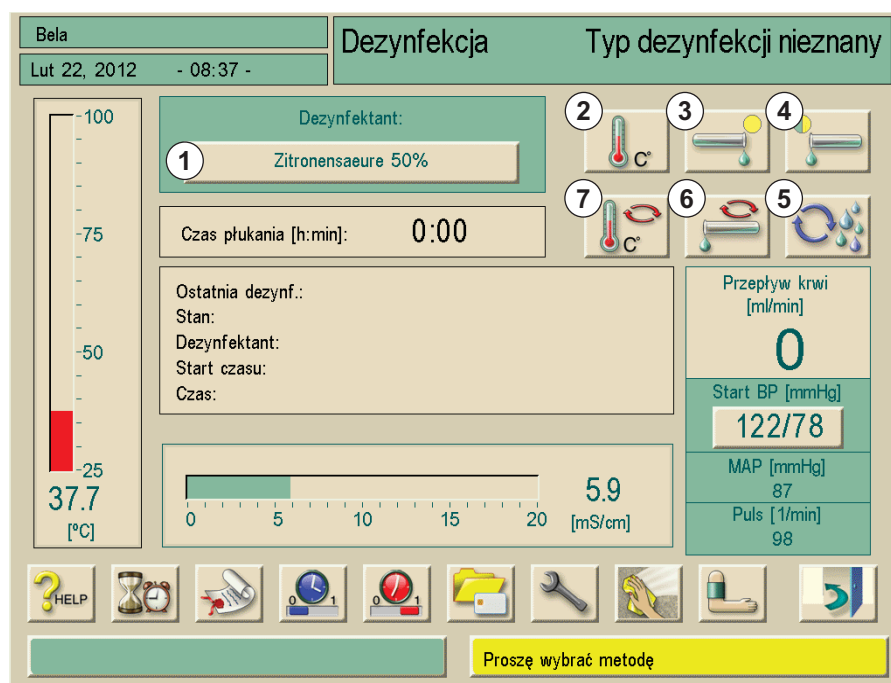 Bela
Lut 22, 2012 - 08:37 -
Dezynfekcja Typ dezynfekcji nieznany
100
75
50
25
37.7
[°C]
Dezynfektant:
1
Zitronensaeure 50%
Czas płukania [h:min]: 0:00
Ostatnia dezynf.:
Stan:
Dezynfektant:
Start czasu:
Czas:
0 5 10 15 20
5.9
[mS/cm]
2 3 4
C°
7 6 5
C°
Przepływ krwi
[ml/min]
0
Start BP [mmHg]
122/78
MAP [mmHg]
87
Puls [1/min]
98
?HELP
0 1
0 1
Proszę wybrać metodę